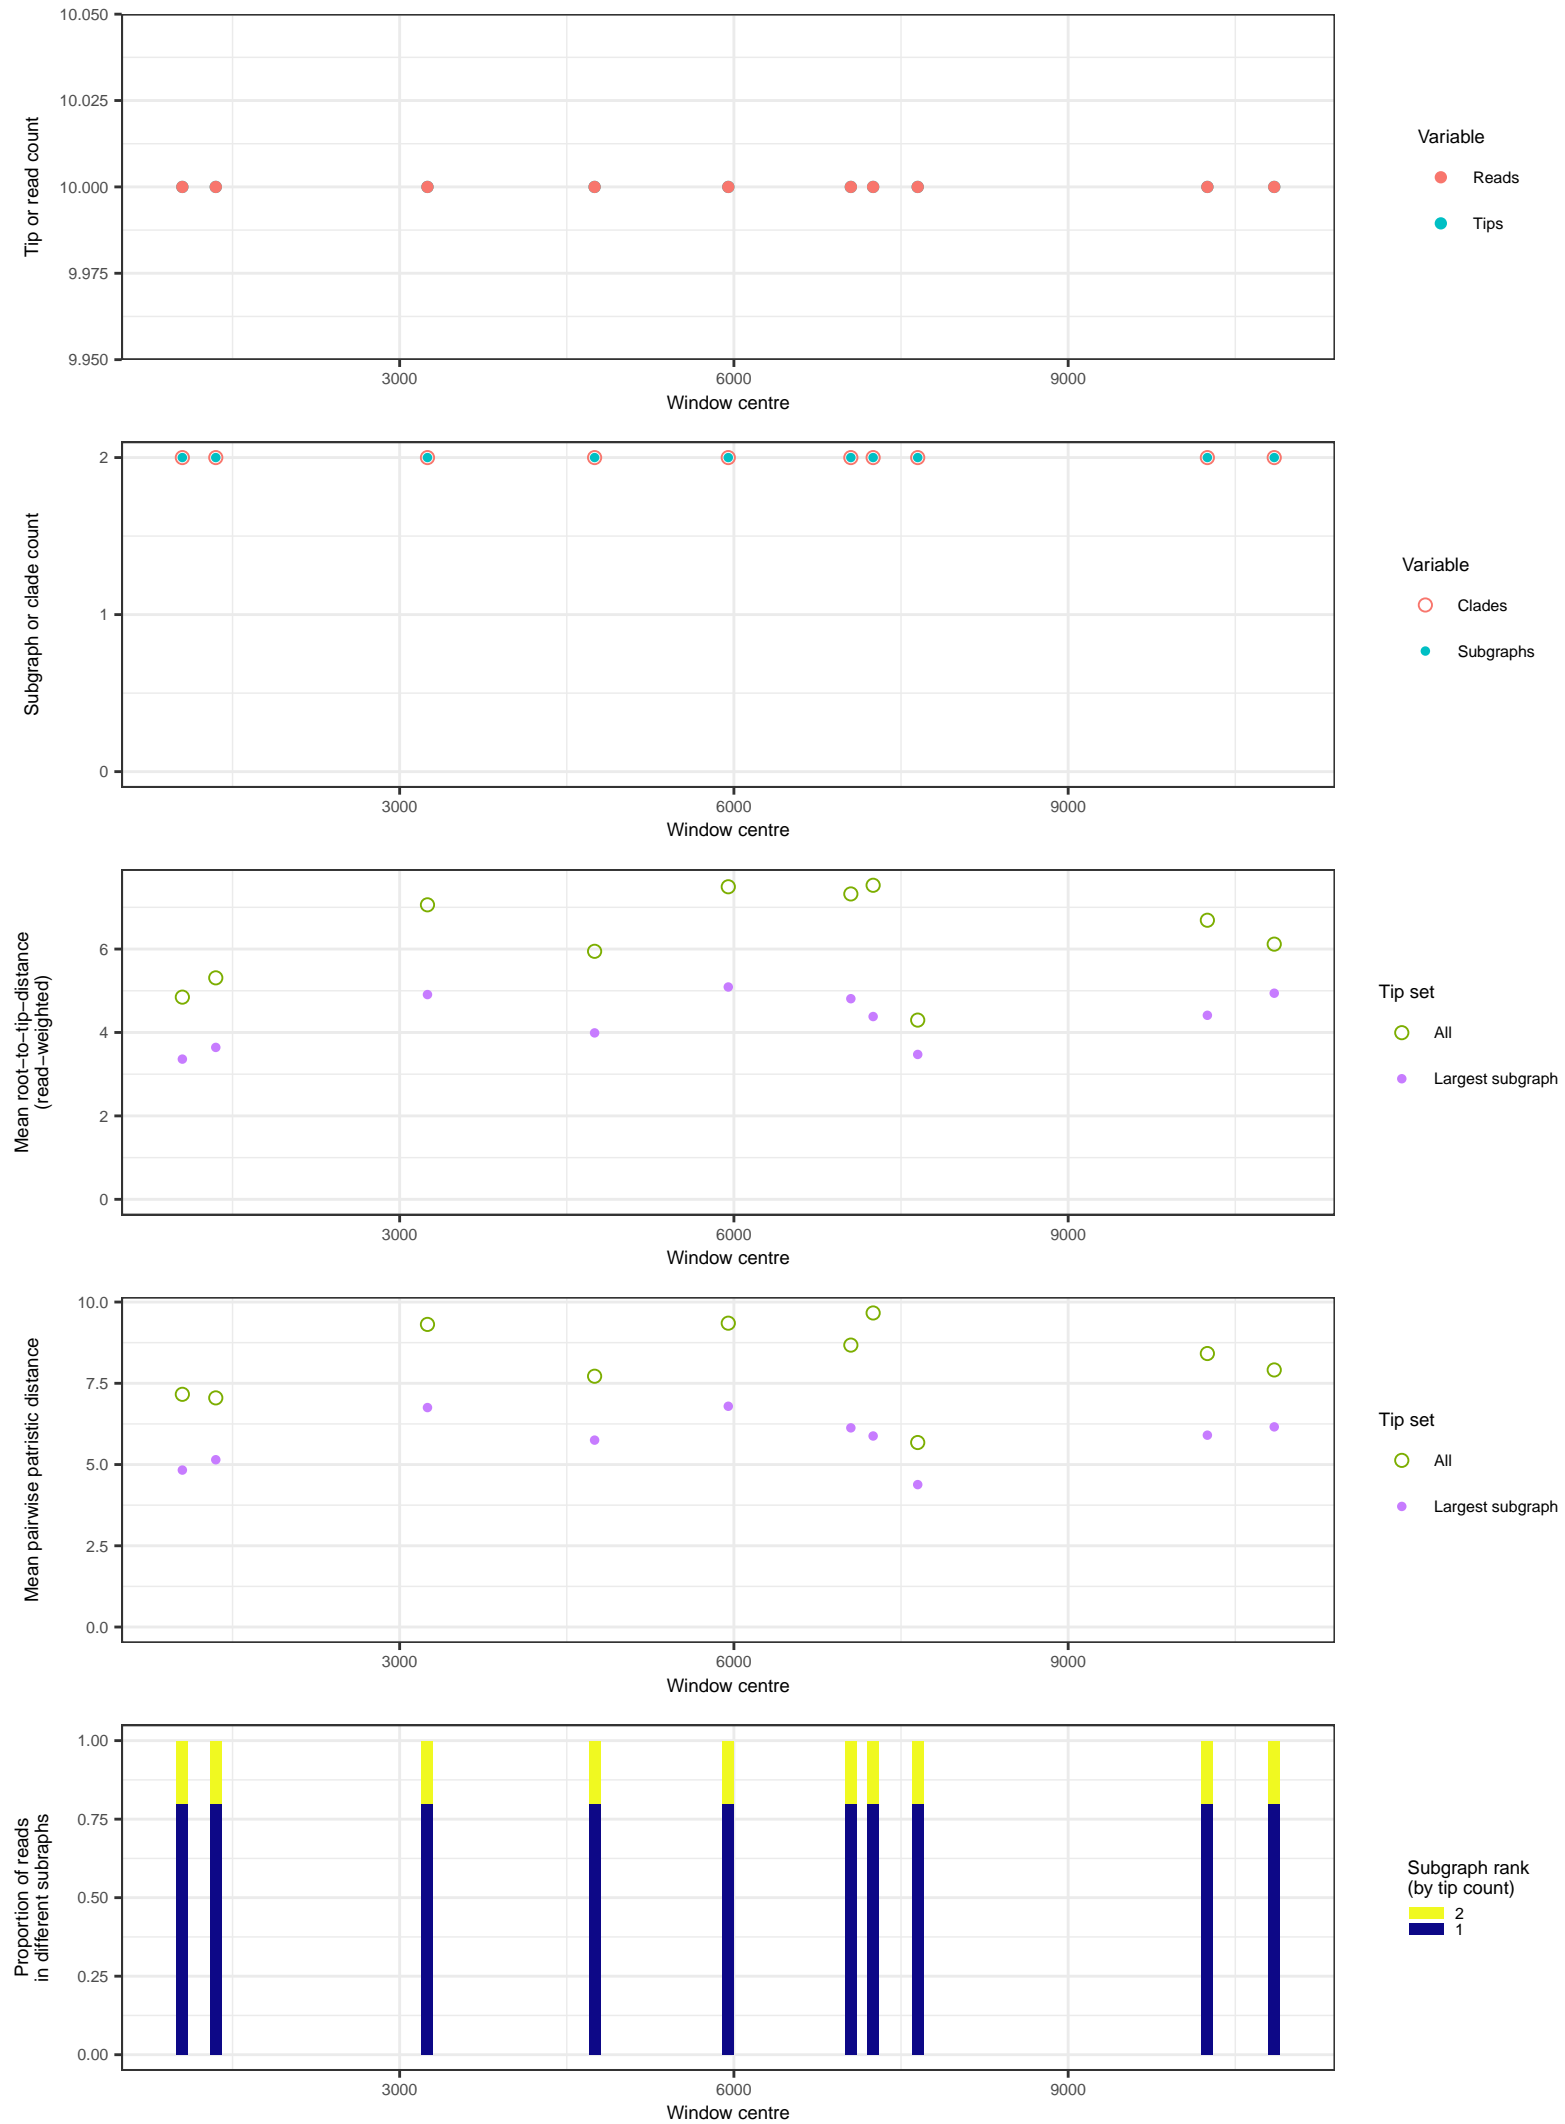 10.050
10.025
10.000
9.975
9.950
Tip or read count
3000
6000
9000
Window centre
Variable
Reads
Tips
2
1
0
Subgraph or clade count
3000
6000
9000
Window centre
Variable
Clades
Subgraphs
6
4
2
0
Mean root−to−tip−distance
(read−weighted)
3000
6000
9000
Window centre
Tip set
All
Largest subgraph
10.0
7.5
5.0
2.5
0.0
Mean pairwise patristic distance
3000
6000
9000
Window centre
Tip set
All
Largest subgraph
1.00
0.75
0.50
0.25
0.00
Proportion of reads
in different subraphs
3000
6000
9000
Window centre
Subgraph rank
(by tip count)
2
1